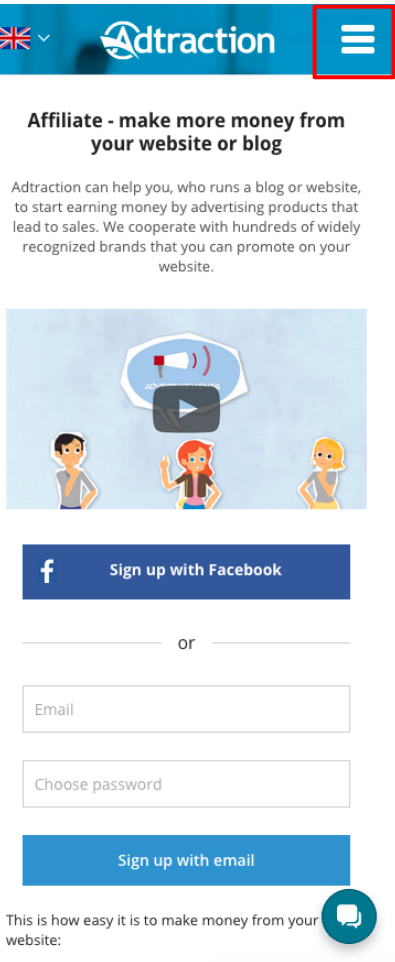 Adtraction
Affiliate - make more money from
your website or blog
Adtraction can help you, who runs a blog or website,
to start earning money by advertising products that
lead to sales. We cooperate with hundreds of widely
recognized brands that you can promote on your
website.
ADVERTISEMENTS
f
Sign up with Facebook
or
Email
Choose password
Sign up with email
This is how easy it is to make money from your
website: